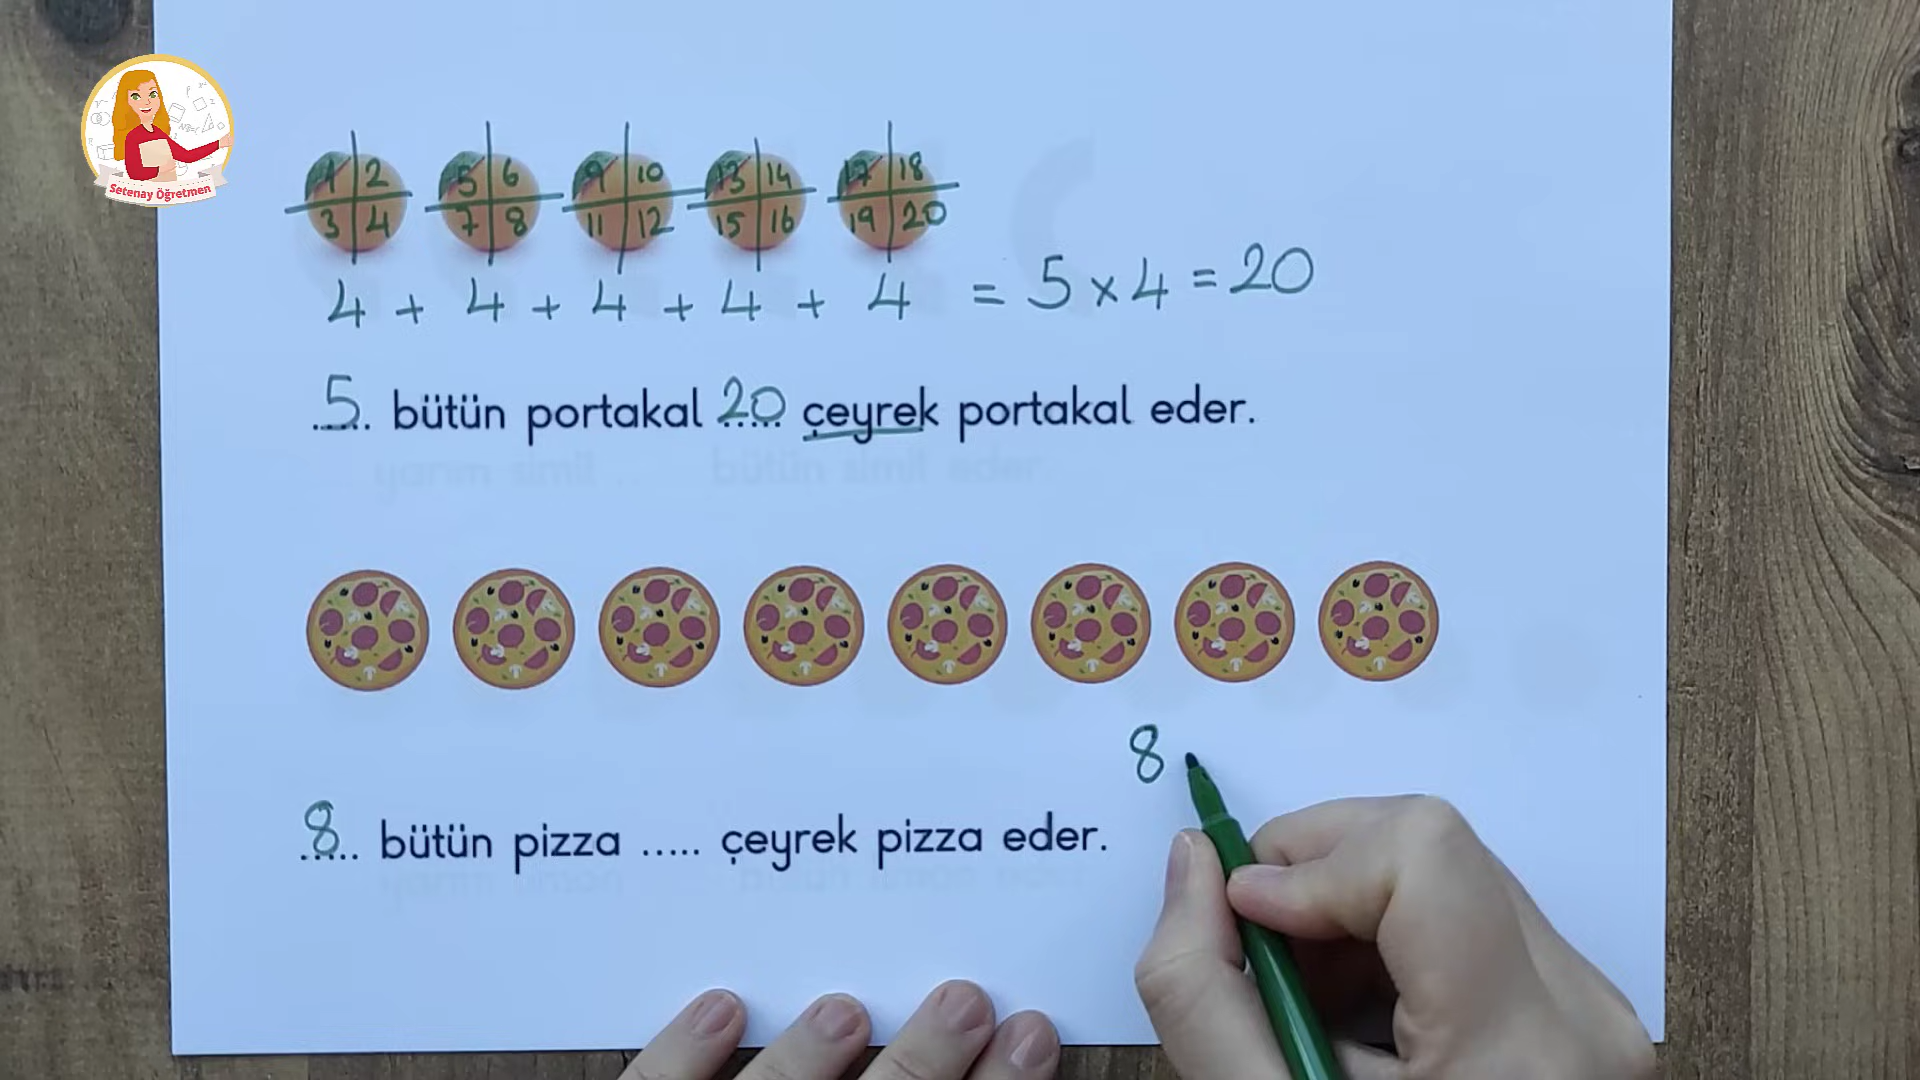 Setenay Öğretmen
1 2 5 6 9 10 13 14 17 18
3 4 7 8 11 12 15 16 19 20
4 + 4 + 4 + 4 + 4 = 5 x 4 = 20
5 bütün portakal 20 çeyrek portakal eder.
8
8 bütün pizza ..... çeyrek pizza eder.